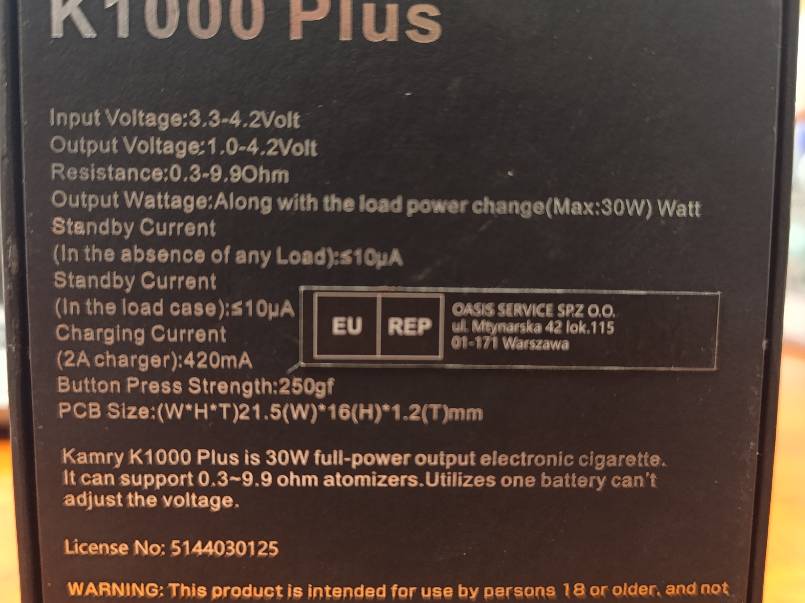 K1000 Plus
Input Voltage:3.3-4.2Volt
Output Voltage:1.0-4.2Volt
Resistance:0.3-9.9Ohm
Output Wattage:Along with the load power change(Max:30W) Watt
Standby Current
(In the absence of any Load):≤10μA
Standby Current
(In the load case):≤10μA
Charging Current
(2A charger):420mA
EU REP
OASIS SERVICE SP.Z O.O.
ul. Młynarska 42 lok.115
01-171 Warszawa
Button Press Strength:250gf
PCB Size:(W*H*T)21.5(W)*16(H)*1.2(T)mm
Kamry K1000 Plus is 30W full-power output electronic cigarette.
It can support 0.3~9.9 ohm atomizers.Utilizes one battery can't
adjust the voltage.
License No: 5144030125
WARNING: This product is intended for use by persons 18 or older, and not